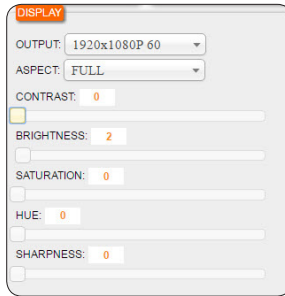 DISPLAY
OUTPUT: 1920x1080P 60
ASPECT: FULL
CONTRAST: 0
BRIGHTNESS: 2
SATURATION: 0
HUE: 0
SHARPNESS: 0